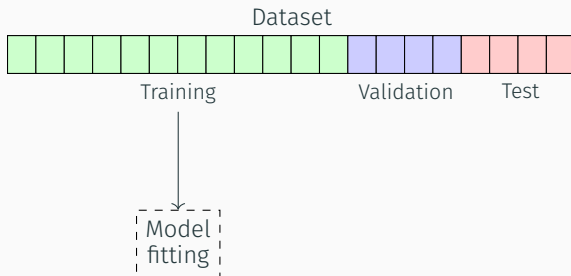 Dataset
Training
Validation
Test
Model
fitting